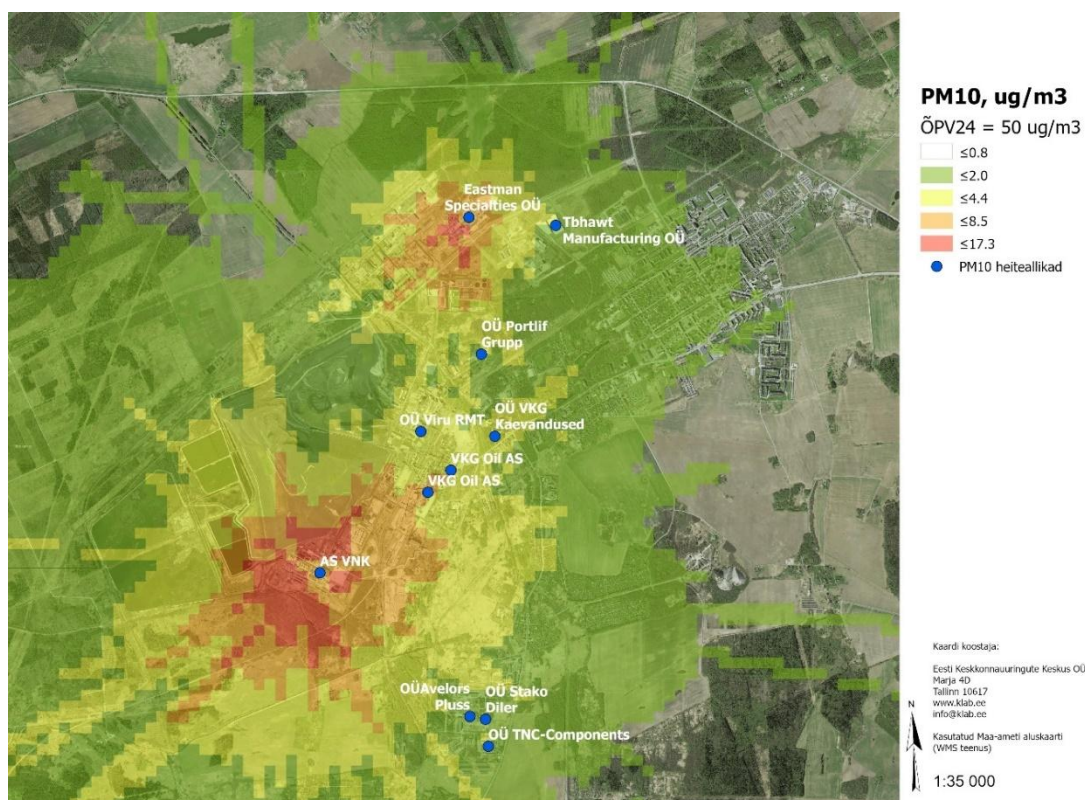 Eastman
Specialties OÜ
Tbhawt
Manufacturing OÜ
OÜ Portlif
Grupp
OÜ Viru RMT
OÜ VKG
Kaevandused
VKG Oil AS
VKG Oil AS
AS VNK
OÜAvelors
Pluss
OÜ Stako
Diler
OÜ TNC-Components
PM10, ug/m3
ÕPV24 = 50 ug/m3
≤0.8
≤2.0
≤4.4
≤8.5
≤17.3
PM10 heiteallikad
Kaardi koostaja:
Eesti Keskkonnauuringute Keskus OÜ
Marja 4D
Tallinn 10617
www.klab.ee
info@klab.ee
Kasutatud Maa-ameti aluskaarti
(WMS teenus)
N
1:35 000